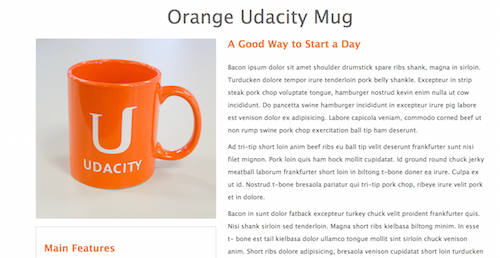 Orange Udacity Mug
A Good Way to Start a Day
Bacon ipsum dolor sit amet shoulder drumstick spare ribs shank, magna in sirloin.
Turducken dolore tempor irure tenderloin pork belly shankle. Excepteur in strip
steak pork chop voluptate tongue, hamburger nostrud kevin enim nulla ut cow
incididunt. Do pancetta swine hamburger incididunt in excepteur irure pig labore
est venison dolor ex adipisicing. Labore capicola veniam, commodo corned beef ut
non rump swine pork chop exercitation ball tip ham deserunt.
Ad tri-tip short loin anim beef ribs eu ball tip velit deserunt frankfurter sunt nisi
filet mignon. Pork loin quis ham hock mollit cupidatat. Id ground round chuck jerky
meatball laborum frankfurter short loin in biltong t-bone doner ea irure. Culpa ex
ut id. Nostrud t-bone bresaola pariatur qui tri-tip pork chop, ribeye irure velit pork
et in dolore.
Bacon in sunt dolor fatback excepteur turkey chuck velit proident frankfurter quis.
Nisi shank sirloin sed tenderloin. Magna short ribs kielbasa biltong minim. In esse
t- bone est tail kielbasa dolor ullamco tongue mollit sint sirloin chuck venison
anim. Short ribs dolore adipisicing, bresaola venison cupidatat short loin turducken
U
UDACITY
Main Features